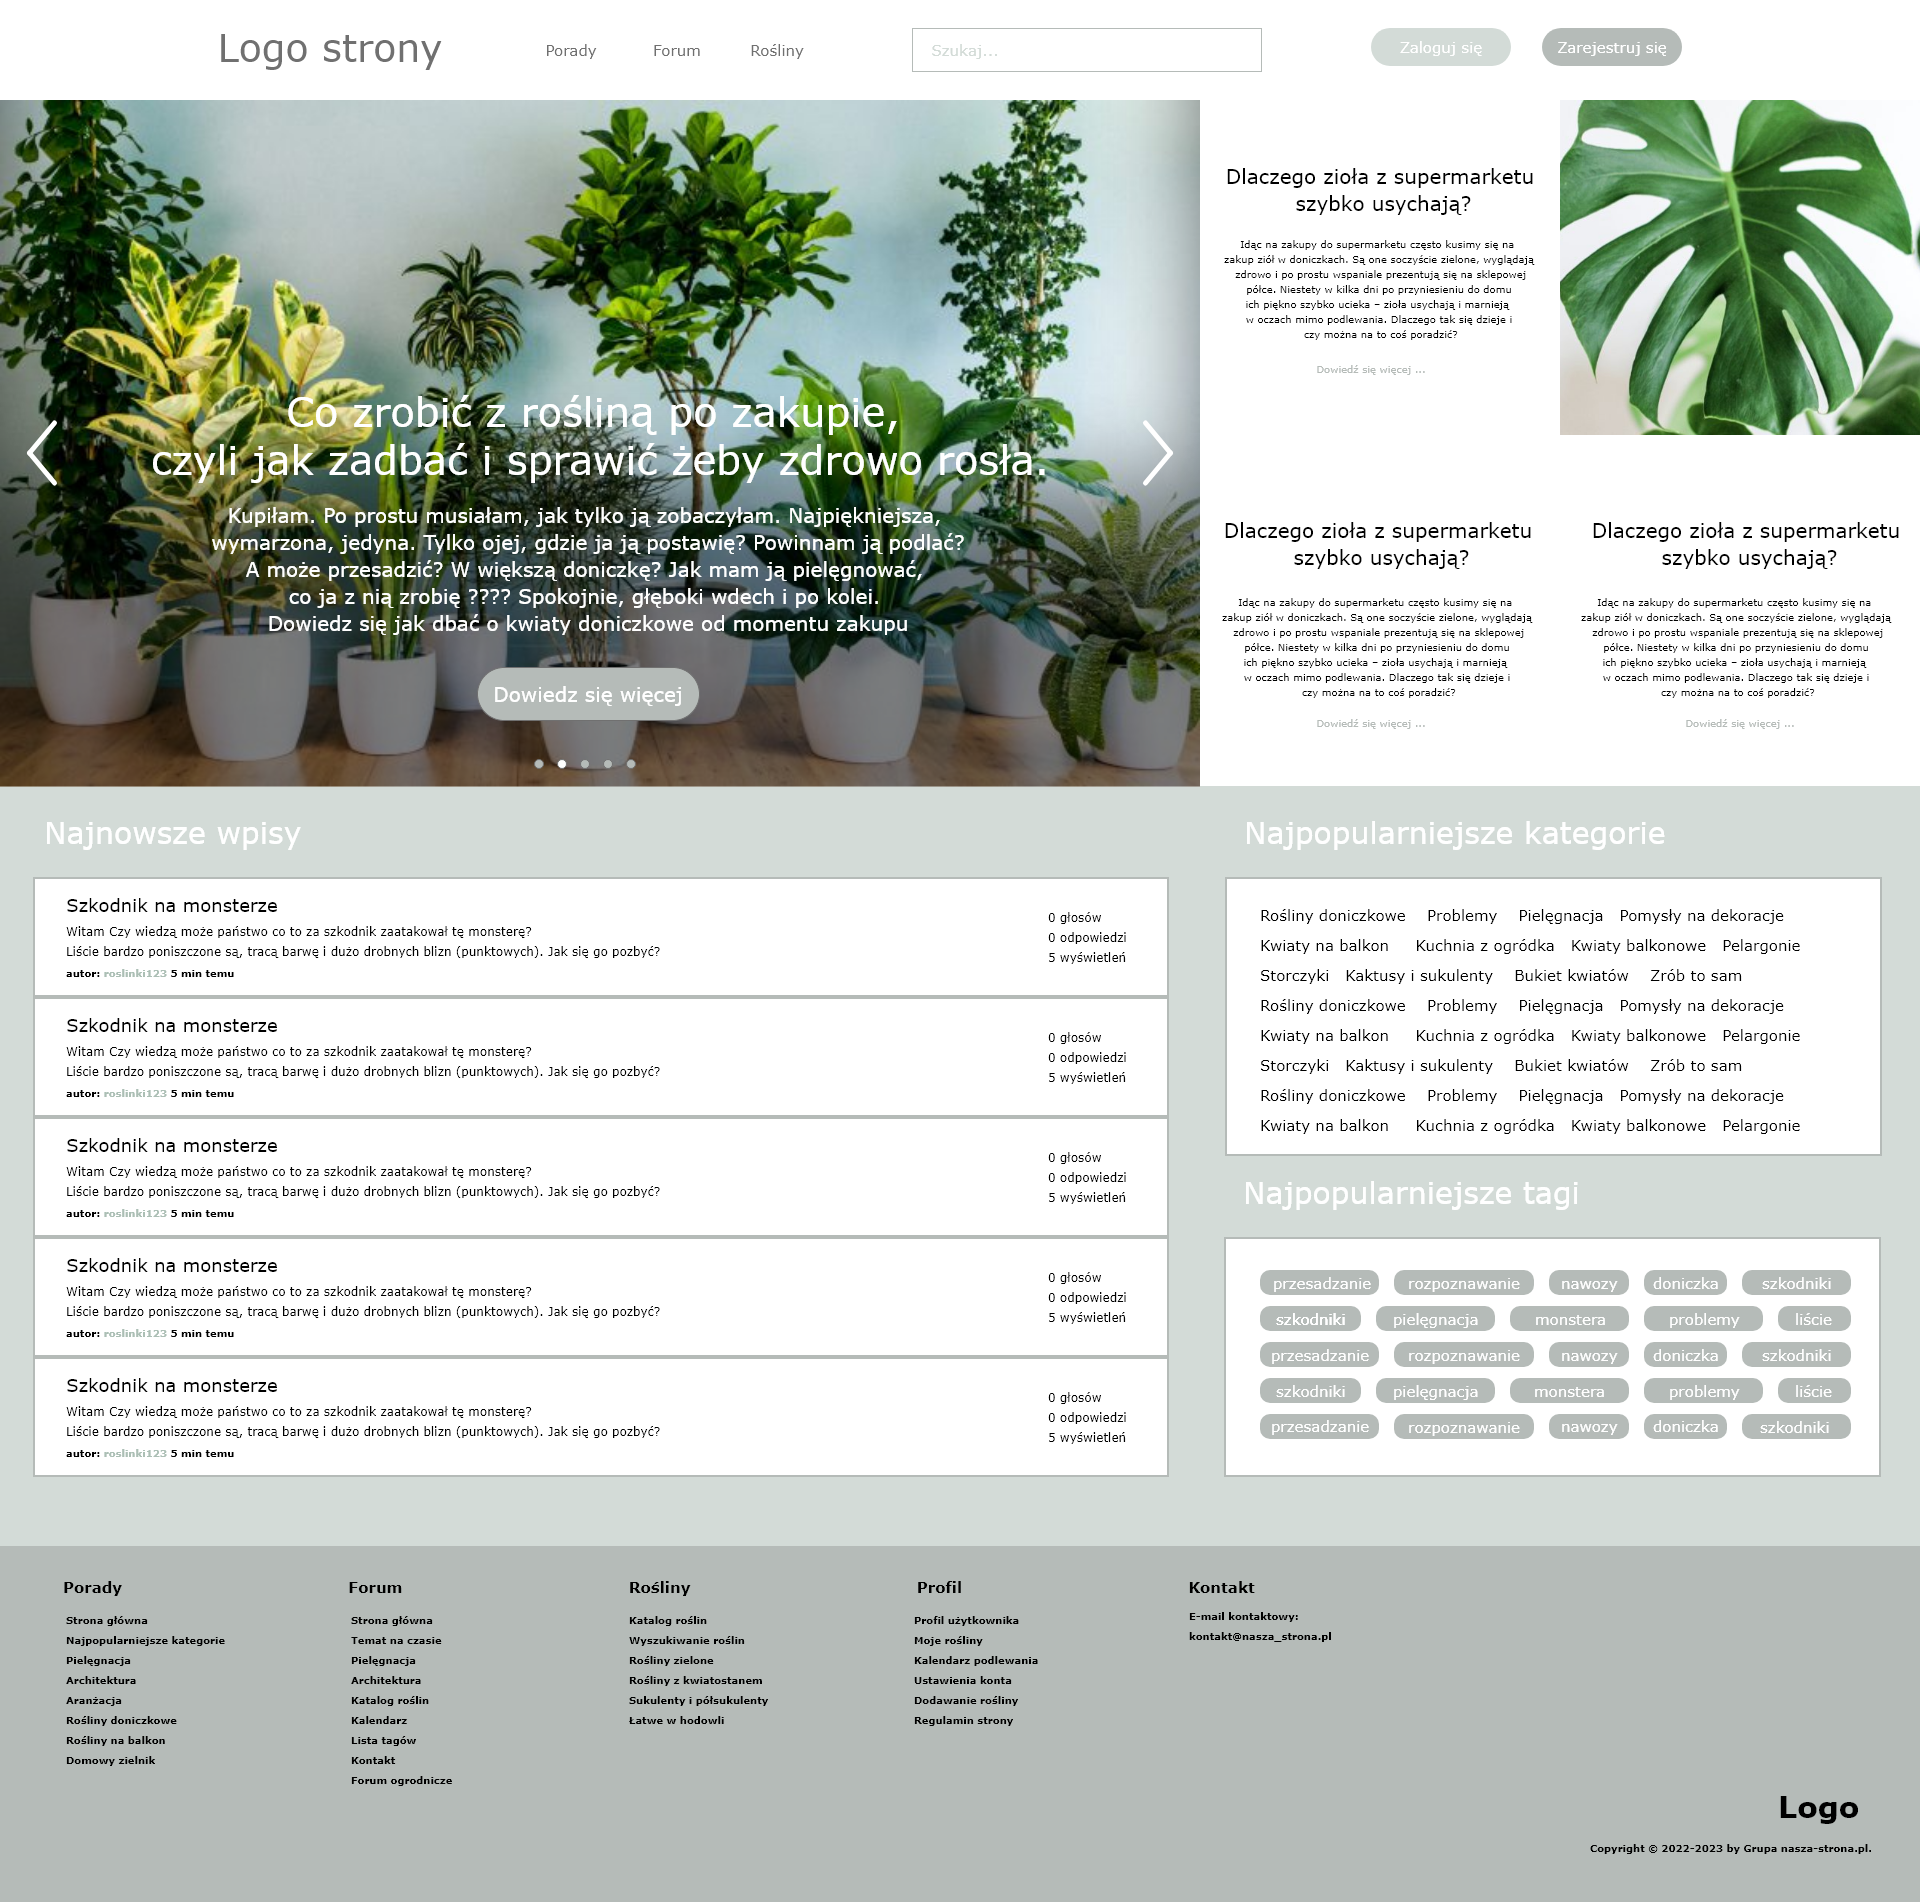 Logo strony
Porady Forum Rośliny
Szukaj...
Zaloguj się
Zarejestruj się
Co zrobić z rośliną po zakupie,
czyli jak zadbać i sprawić żeby zdrowo rosła.
Kupiłam. Po prostu musiałam, jak tylko ją zobaczyłam. Najpiękniejsza,
wymarzona, jedyna. Tylko ojej, gdzie ja ją postawię? Powinnam ją podlać?
A może przesadzić? W większą doniczkę? Jak mam ją pielęgnować,
co ja z nią zrobię ???? Spokojnie, głęboki wdech i po kolei.
Dowiedz się jak dbać o kwiaty doniczkowe od momentu zakupu
Dowiedz się więcej
Dlaczego zioła z supermarketu
szybko usychają?
Idąc na zakupy do supermarketu często kusimy się na
zakup ziół w doniczkach. Są one soczyście zielone, wyglądają
zdrowo i po prostu wspaniale prezentują się na sklepowej
półce. Niestety w kilka dni po przyniesieniu do domu
ich piękno szybko ucieka – zioła usychają i marnieją
w oczach mimo podlewania. Dlaczego tak się dzieje i
czy można na to coś poradzić?
Dowiedź się więcej ...
Dlaczego zioła z supermarketu
szybko usychają?
Idąc na zakupy do supermarketu często kusimy się na
zakup ziół w doniczkach. Są one soczyście zielone, wyglądają
zdrowo i po prostu wspaniale prezentują się na sklepowej
półce. Niestety w kilka dni po przyniesieniu do domu
ich piękno szybko ucieka – zioła usychają i marnieją
w oczach mimo podlewania. Dlaczego tak się dzieje i
czy można na to coś poradzić?
Dowiedź się więcej ...
Dlaczego zioła z supermarketu
szybko usychają?
Idąc na zakupy do supermarketu często kusimy się na
zakup ziół w doniczkach. Są one soczyście zielone, wyglądają
zdrowo i po prostu wspaniale prezentują się na sklepowej
półce. Niestety w kilka dni po przyniesieniu do domu
ich piękno szybko ucieka – zioła usychają i marnieją
w oczach mimo podlewania. Dlaczego tak się dzieje i
czy można na to coś poradzić?
Dowiedź się więcej ...
Najnowsze wpisy
Szkodnik na monsterze
Witam Czy wiedzą może państwo co to za szkodnik zaatakował tę monsterę?
Liście bardzo poniszczone są, tracą barwę i dużo drobnych blizn (punktowych). Jak się go pozbyć?
autor: roslinki123 5 min temu
0 głosów
0 odpowiedzi
5 wyświetleń
Szkodnik na monsterze
Witam Czy wiedzą może państwo co to za szkodnik zaatakował tę monsterę?
Liście bardzo poniszczone są, tracą barwę i dużo drobnych blizn (punktowych). Jak się go pozbyć?
autor: roslinki123 5 min temu
0 głosów
0 odpowiedzi
5 wyświetleń
Szkodnik na monsterze
Witam Czy wiedzą może państwo co to za szkodnik zaatakował tę monsterę?
Liście bardzo poniszczone są, tracą barwę i dużo drobnych blizn (punktowych). Jak się go pozbyć?
autor: roslinki123 5 min temu
0 głosów
0 odpowiedzi
5 wyświetleń
Szkodnik na monsterze
Witam Czy wiedzą może państwo co to za szkodnik zaatakował tę monsterę?
Liście bardzo poniszczone są, tracą barwę i dużo drobnych blizn (punktowych). Jak się go pozbyć?
autor: roslinki123 5 min temu
0 głosów
0 odpowiedzi
5 wyświetleń
Szkodnik na monsterze
Witam Czy wiedzą może państwo co to za szkodnik zaatakował tę monsterę?
Liście bardzo poniszczone są, tracą barwę i dużo drobnych blizn (punktowych). Jak się go pozbyć?
autor: roslinki123 5 min temu
0 głosów
0 odpowiedzi
5 wyświetleń
Najpopularniejsze kategorie
Rośliny doniczkowe Problemy Pielęgnacja Pomysły na dekoracje
Kwiaty na balkon Kuchnia z ogródka Kwiaty balkonowe Pelargonie
Storczyki Kaktusy i sukulenty Bukiet kwiatów Zrób to sam
Rośliny doniczkowe Problemy Pielęgnacja Pomysły na dekoracje
Kwiaty na balkon Kuchnia z ogródka Kwiaty balkonowe Pelargonie
Storczyki Kaktusy i sukulenty Bukiet kwiatów Zrób to sam
Rośliny doniczkowe Problemy Pielęgnacja Pomysły na dekoracje
Kwiaty na balkon Kuchnia z ogródka Kwiaty balkonowe Pelargonie
Najpopularniejsze tagi
przesadzanie rozpoznawanie nawozy doniczka szkodniki
szkodniki pielęgnacja monstera problemy liście
przesadzanie rozpoznawanie nawozy doniczka szkodniki
szkodniki pielęgnacja monstera problemy liście
przesadzanie rozpoznawanie nawozy doniczka szkodniki
Porady
Strona główna
Najpopularniejsze kategorie
Pielęgnacja
Architektura
Aranżacja
Rośliny doniczkowe
Rośliny na balkon
Domowy zielnik
Forum
Strona główna
Temat na czasie
Pielęgnacja
Architektura
Katalog roślin
Kalendarz
Lista tagów
Kontakt
Forum ogrodnicze
Rośliny
Katalog roślin
Wyszukiwanie roślin
Rośliny zielone
Rośliny z kwiatostanem
Sukulenty i półsukulenty
Łatwe w hodowli
Profil
Profil użytkownika
Moje rośliny
Kalendarz podlewania
Ustawienia konta
Dodawanie rośliny
Regulamin strony
Kontakt
E-mail kontaktowy:
kontakt@nasza_strona.pl
Logo
Copyright © 2022-2023 by Grupa nasza-strona.pl.